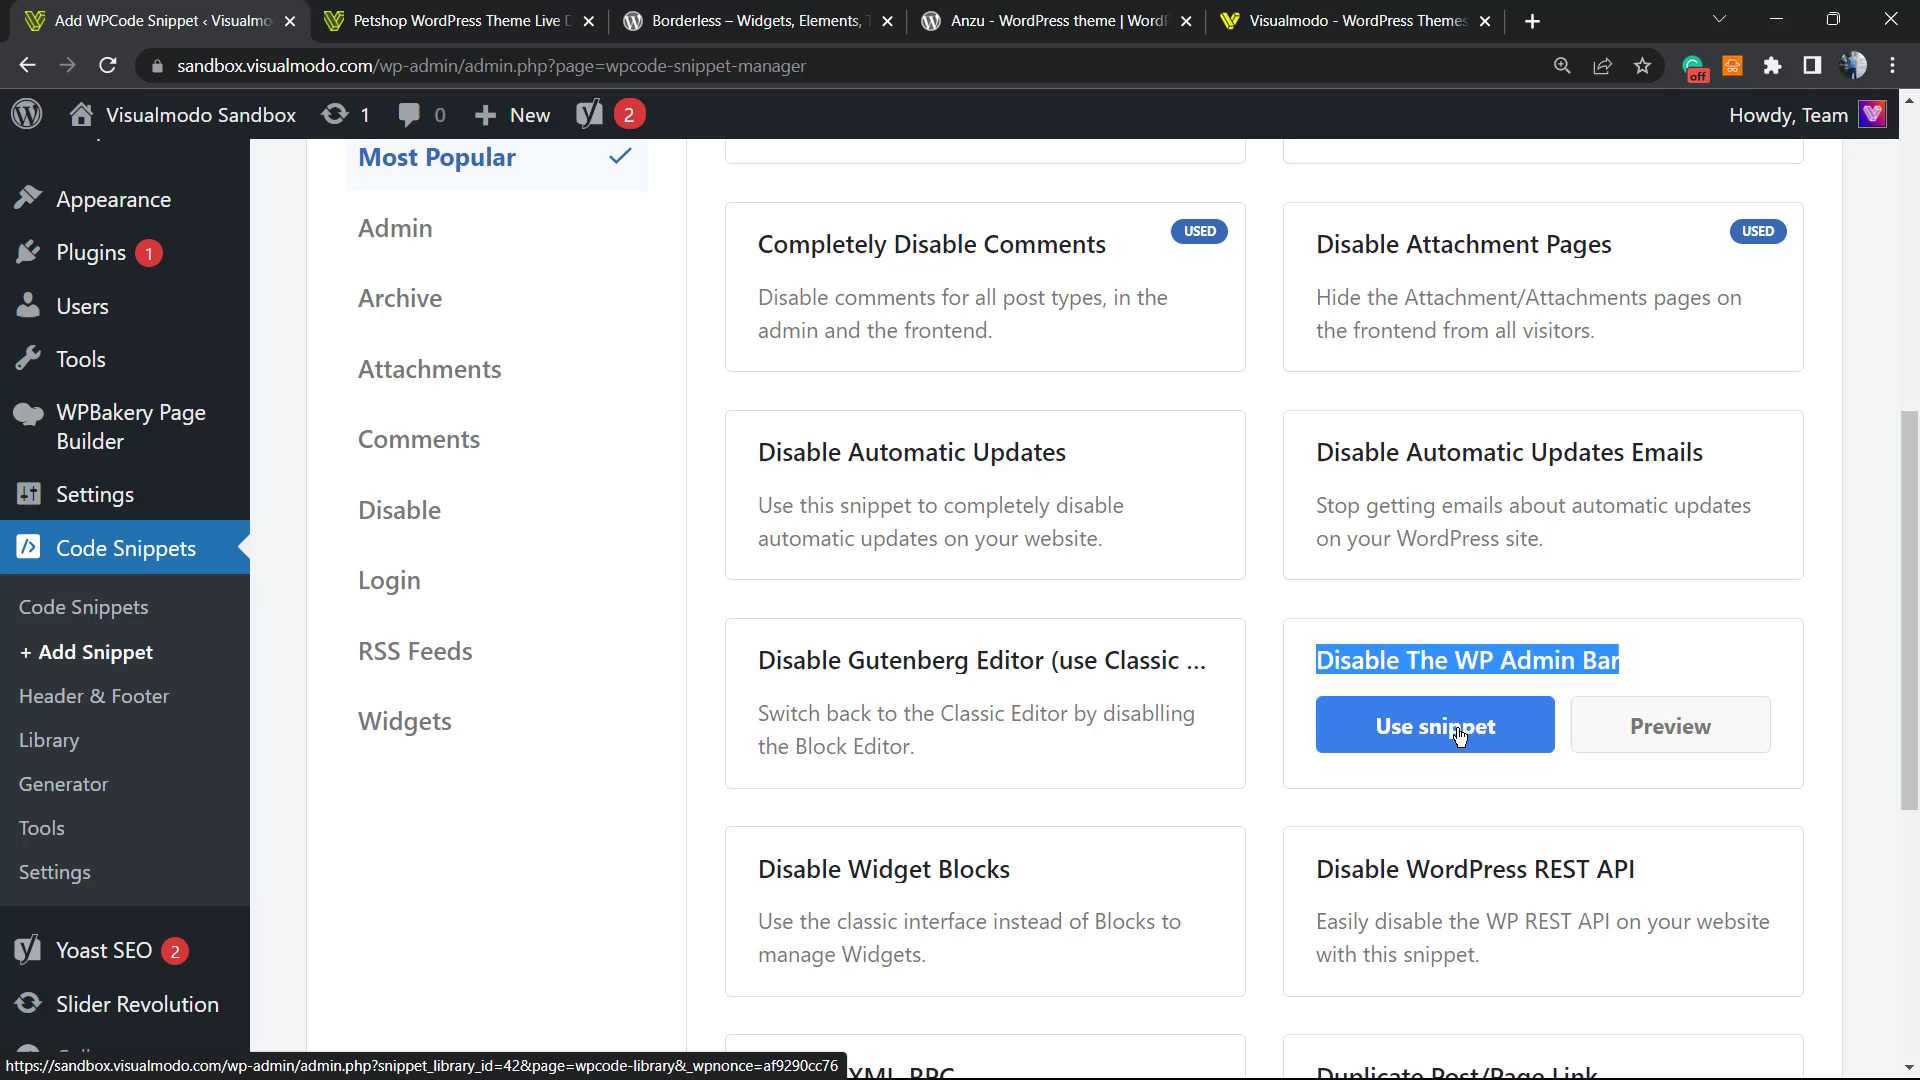 Add WPCode Snippet ‹ Visualmo
Petshop WordPress Theme Live D
Borderless – Widgets, Elements, T
Anzu - WordPress theme | WordP
Visualmodo - WordPress Themes
sandbox.visualmodo.com/wp-admin/admin.php?page=wpcode-snippet-manager
off
Visualmodo Sandbox
1
0
New
2
Howdy, Team
Appearance
Plugins 1
Users
Tools
WPBakery Page
Builder
Settings
Code Snippets
Code Snippets
+ Add Snippet
Header & Footer
Library
Generator
Tools
Settings
Yoast SEO 2
Slider Revolution
Most Popular
Admin
Archive
Attachments
Comments
Disable
Login
RSS Feeds
Widgets
Completely Disable Comments
USED
Disable comments for all post types, in the
admin and the frontend.
Disable Attachment Pages
USED
Hide the Attachment/Attachments pages on
the frontend from all visitors.
Disable Automatic Updates
Use this snippet to completely disable
automatic updates on your website.
Disable Automatic Updates Emails
Stop getting emails about automatic updates
on your WordPress site.
Disable Gutenberg Editor (use Classic ...
Switch back to the Classic Editor by disablling
the Block Editor.
Disable The WP Admin Bar
Use snippet
Preview
Disable Widget Blocks
Use the classic interface instead of Blocks to
manage Widgets.
Disable WordPress REST API
Easily disable the WP REST API on your website
with this snippet.
XML-RPC
Duplicate Post/Page Link
https://sandbox.visualmodo.com/wp-admin/admin.php?snippet_library_id=42&page=wpcode-library&_wpnonce=af9290cc76